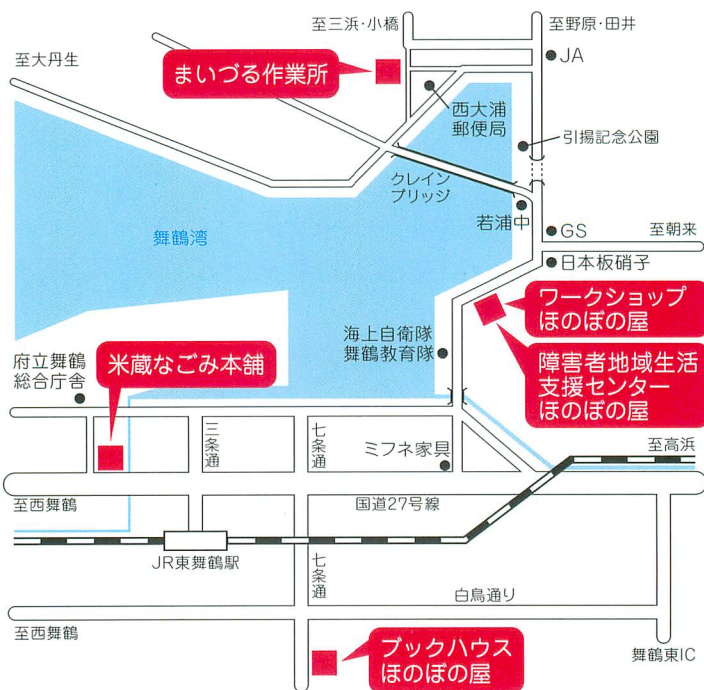 至三浜・小橋
至野原・田井
至大丹生
まいづる作業所
JA
西大浦
郵便局
引揚記念公園
クレイン
ブリッジ
若浦中
舞鶴湾
GS
至朝来
日本板硝子
ワークショップ
ほのぼの屋
海上自衛隊
舞鶴教育隊
障害者地域生活
支援センター
ほのぼの屋
府立舞鶴
総合庁舎
米蔵なごみ本舗
三条通
七条通
ミフネ家具
至高浜
至西舞鶴
国道27号線
JR東舞鶴駅
七条通
白鳥通り
至西舞鶴
ブックハウス
ほのぼの屋
舞鶴東IC